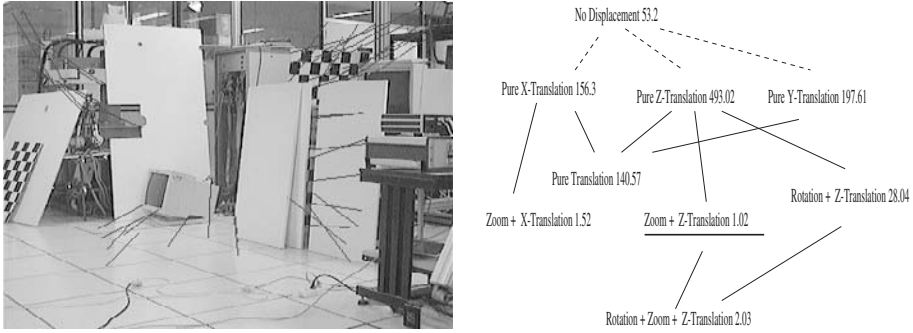 No Displacement 53.2
Pure X-Translation 156.3
Pure Z-Translation 493.02
Pure Y-Translation 197.61
Pure Translation 140.57
Rotation + Z-Translation 28.04
Zoom + X-Translation 1.52
Zoom + Z-Translation 1.02
Rotation + Zoom + Z-Translation 2.03